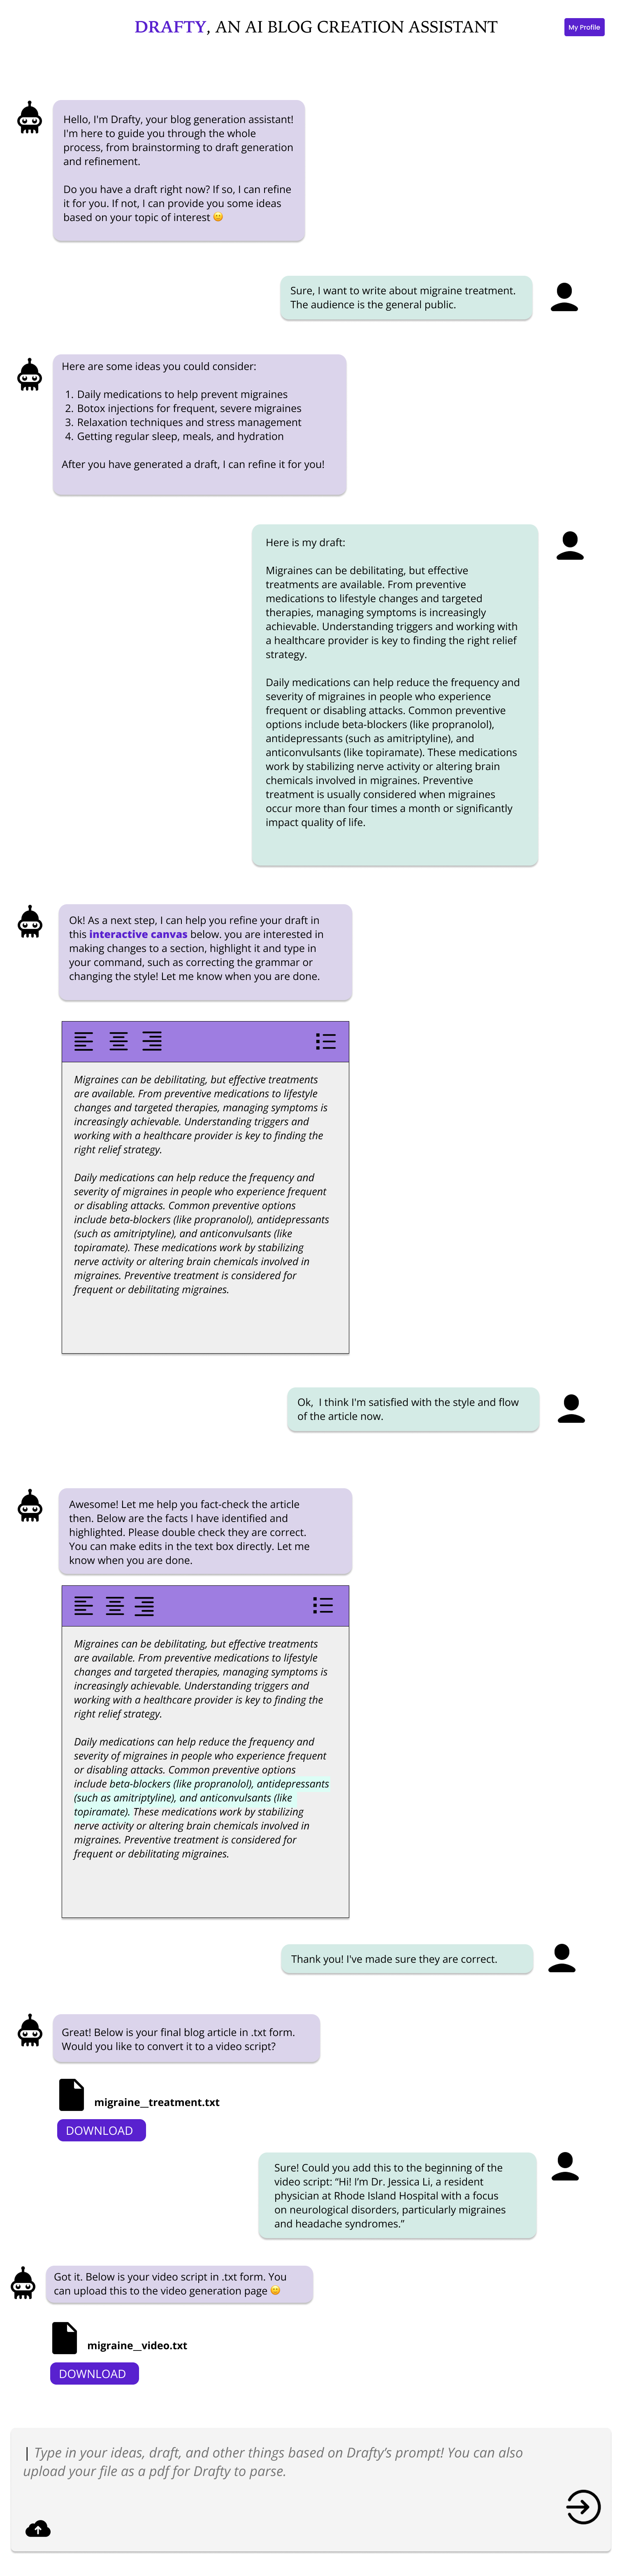 DRAFTY, AN AI BLOG CREATION ASSISTANT
My Profile
Hello, I'm Drafty, your blog generation assistant!
I'm here to guide you through the whole
process, from brainstorming to draft generation
and refinement.
Do you have a draft right now? If so, I can refine
it for you. If not, I can provide you some ideas
based on your topic of interest 🙂
Sure, I want to write about migraine treatment.
The audience is the general public.
Here are some ideas you could consider:
1. Daily medications to help prevent migraines
2. Botox injections for frequent, severe migraines
3. Relaxation techniques and stress management
4. Getting regular sleep, meals, and hydration
After you have generated a draft, I can refine it for you!
Here is my draft:
Migraines can be debilitating, but effective
treatments are available. From preventive
medications to lifestyle changes and targeted
therapies, managing symptoms is increasingly
achievable. Understanding triggers and working with
a healthcare provider is key to finding the right relief
strategy.
Daily medications can help reduce the frequency and
severity of migraines in people who experience
frequent or disabling attacks. Common preventive
options include beta-blockers (like propranolol),
antidepressants (such as amitriptyline), and
anticonvulsants (like topiramate). These medications
work by stabilizing nerve activity or altering brain
chemicals involved in migraines. Preventive
treatment is usually considered when migraines
occur more than four times a month or significantly
impact quality of life.
Ok! As a next step, I can help you refine your draft in
this interactive canvas below. you are interested in
making changes to a section, highlight it and type in
your command, such as correcting the grammar or
changing the style! Let me know when you are done.
Migraines can be debilitating, but effective treatments
are available. From preventive medications to lifestyle
changes and targeted therapies, managing symptoms is
increasingly achievable. Understanding triggers and
working with a healthcare provider is key to finding the
right relief strategy.
Daily medications can help reduce the frequency and
severity of migraines in people who experience frequent
or disabling attacks. Common preventive options
include beta-blockers (like propranolol), antidepressants
(such as amitriptyline), and anticonvulsants (like
topiramate). These medications work by stabilizing
nerve activity or altering brain chemicals involved in
migraines. Preventive treatment is considered for
frequent or debilitating migraines.
Ok, I think I'm satisfied with the style and flow
of the article now.
Awesome! Let me help you fact-check the article
then. Below are the facts I have identified and
highlighted. Please double check they are correct.
You can make edits in the text box directly. Let me
know when you are done.
Migraines can be debilitating, but effective treatments
are available. From preventive medications to lifestyle
changes and targeted therapies, managing symptoms is
increasingly achievable. Understanding triggers and
working with a healthcare provider is key to finding the
right relief strategy.
Daily medications can help reduce the frequency and
severity of migraines in people who experience frequent
or disabling attacks. Common preventive options
include beta-blockers (like propranolol), antidepressants
(such as amitriptyline), and anticonvulsants (like
topiramate). These medications work by stabilizing
nerve activity or altering brain chemicals involved in
migraines. Preventive treatment is considered for
frequent or debilitating migraines.
Thank you! I've made sure they are correct.
Great! Below is your final blog article in .txt form.
Would you like to convert it to a video script?
migraine_treatment.txt
DOWNLOAD
Sure! Could you add this to the beginning of the
video script: “Hi! I’m Dr. Jessica Li, a resident
physician at Rhode Island Hospital with a focus
on neurological disorders, particularly migraines
and headache syndromes.”
Got it. Below is your video script in .txt form. You
can upload this to the video generation page 🙂
migraine_video.txt
DOWNLOAD
| Type in your ideas, draft, and other things based on Drafty’s prompt! You can also
upload your file as a pdf for Drafty to parse.